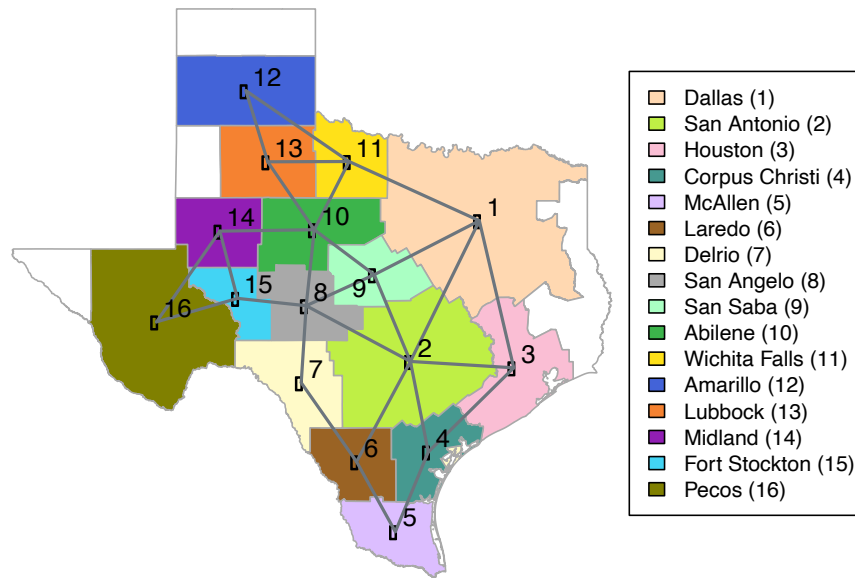 12
13
11
1
14
10
15
9
8
16
2
3
7
4
6
5
Dallas (1)
San Antonio (2)
Houston (3)
Corpus Christi (4)
McAllen (5)
Laredo (6)
Delrio (7)
San Angelo (8)
San Saba (9)
Abilene (10)
Wichita Falls (11)
Amarillo (12)
Lubbock (13)
Midland (14)
Fort Stockton (15)
Pecos (16)